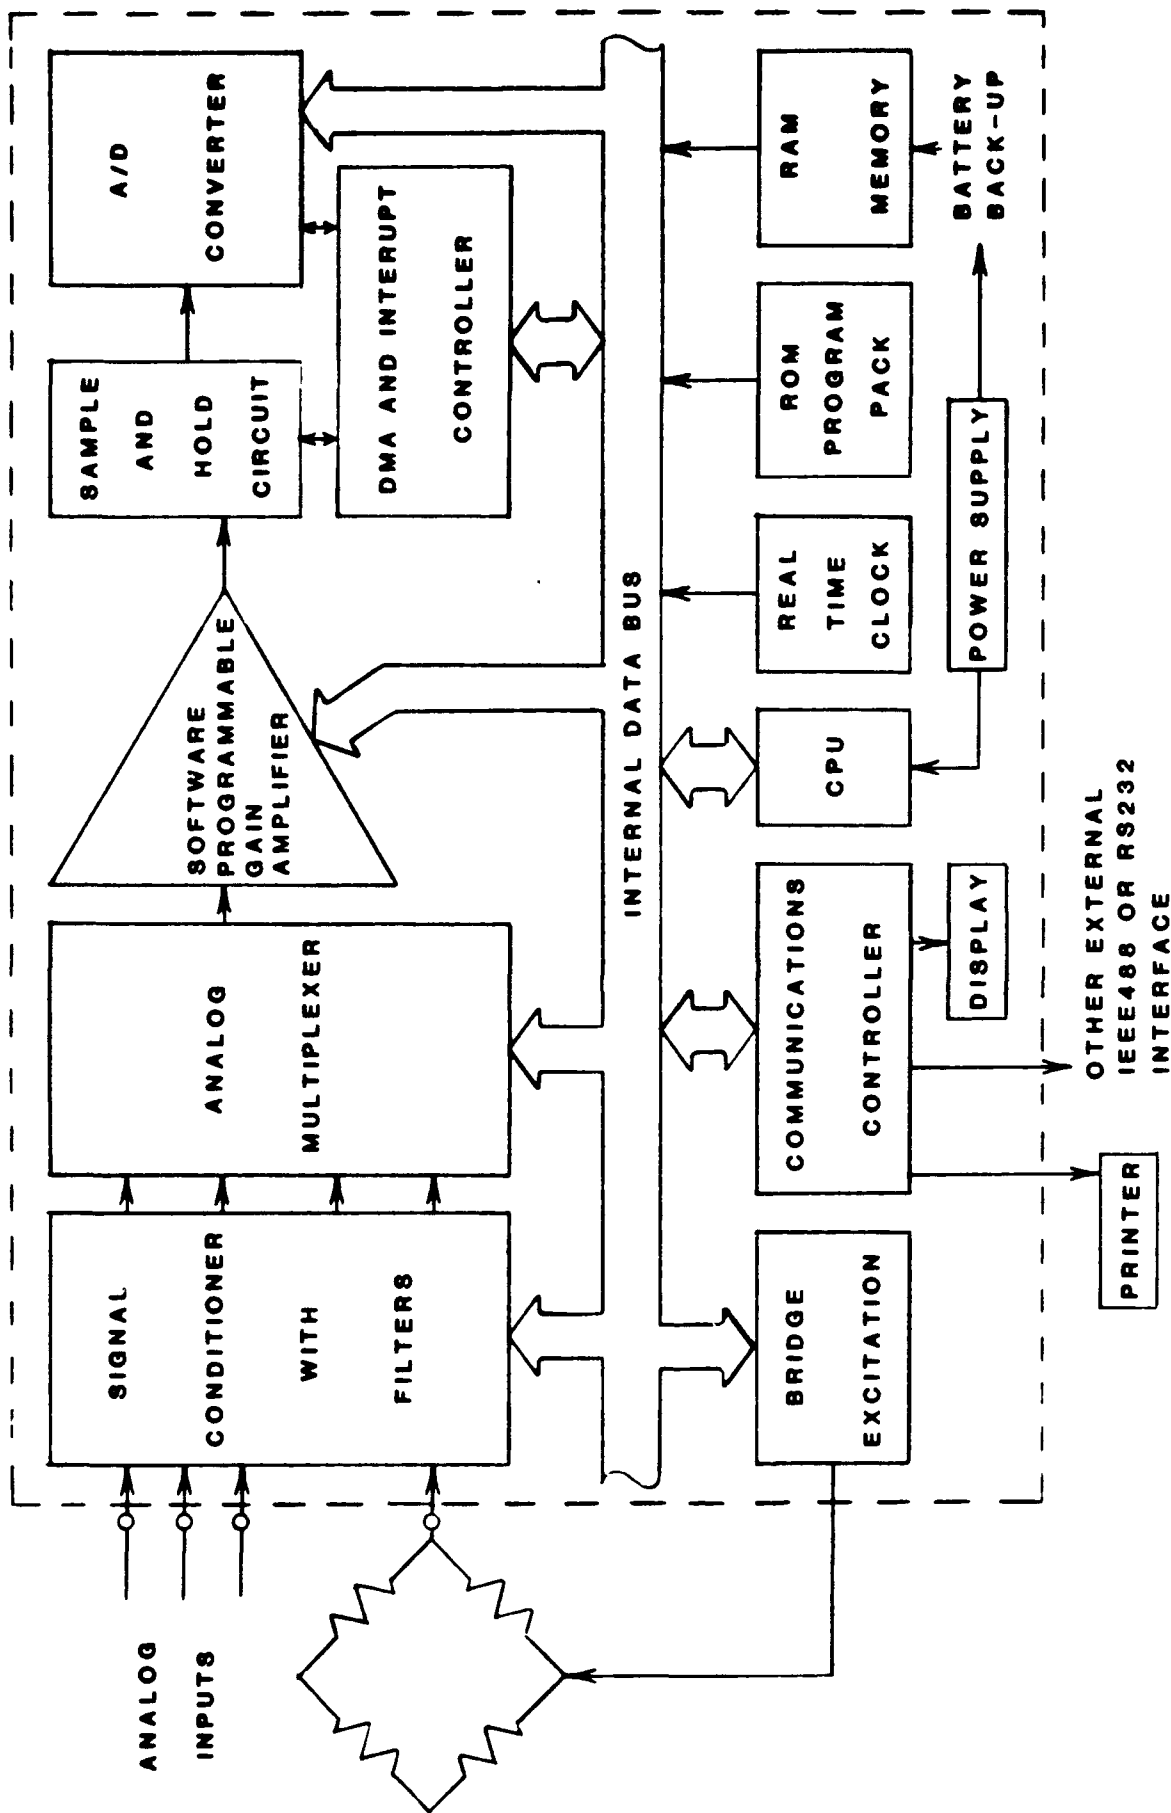 ANALOG
INPUTS
SIGNAL
CONDITIONER
WITH
FILTERS
ANALOG
MULTIPLEXER
SOFTWARE
PROGRAMMABLE
GAIN
AMPLIFIER
SAMPLE
AND
HOLD
CIRCUIT
A/D
CONVERTER
DMA AND INTERUPT
CONTROLLER
INTERNAL DATA BUS
BRIDGE
EXCITATION
COMMUNICATIONS
CONTROLLER
CPU
REAL
TIME
CLOCK
ROM
PROGRAM
PACK
RAM
MEMORY
DISPLAY
POWER SUPPLY
BATTERY
BACK-UP
PRINTER
OTHER EXTERNAL
IEEE488 OR RS232
INTERFACE